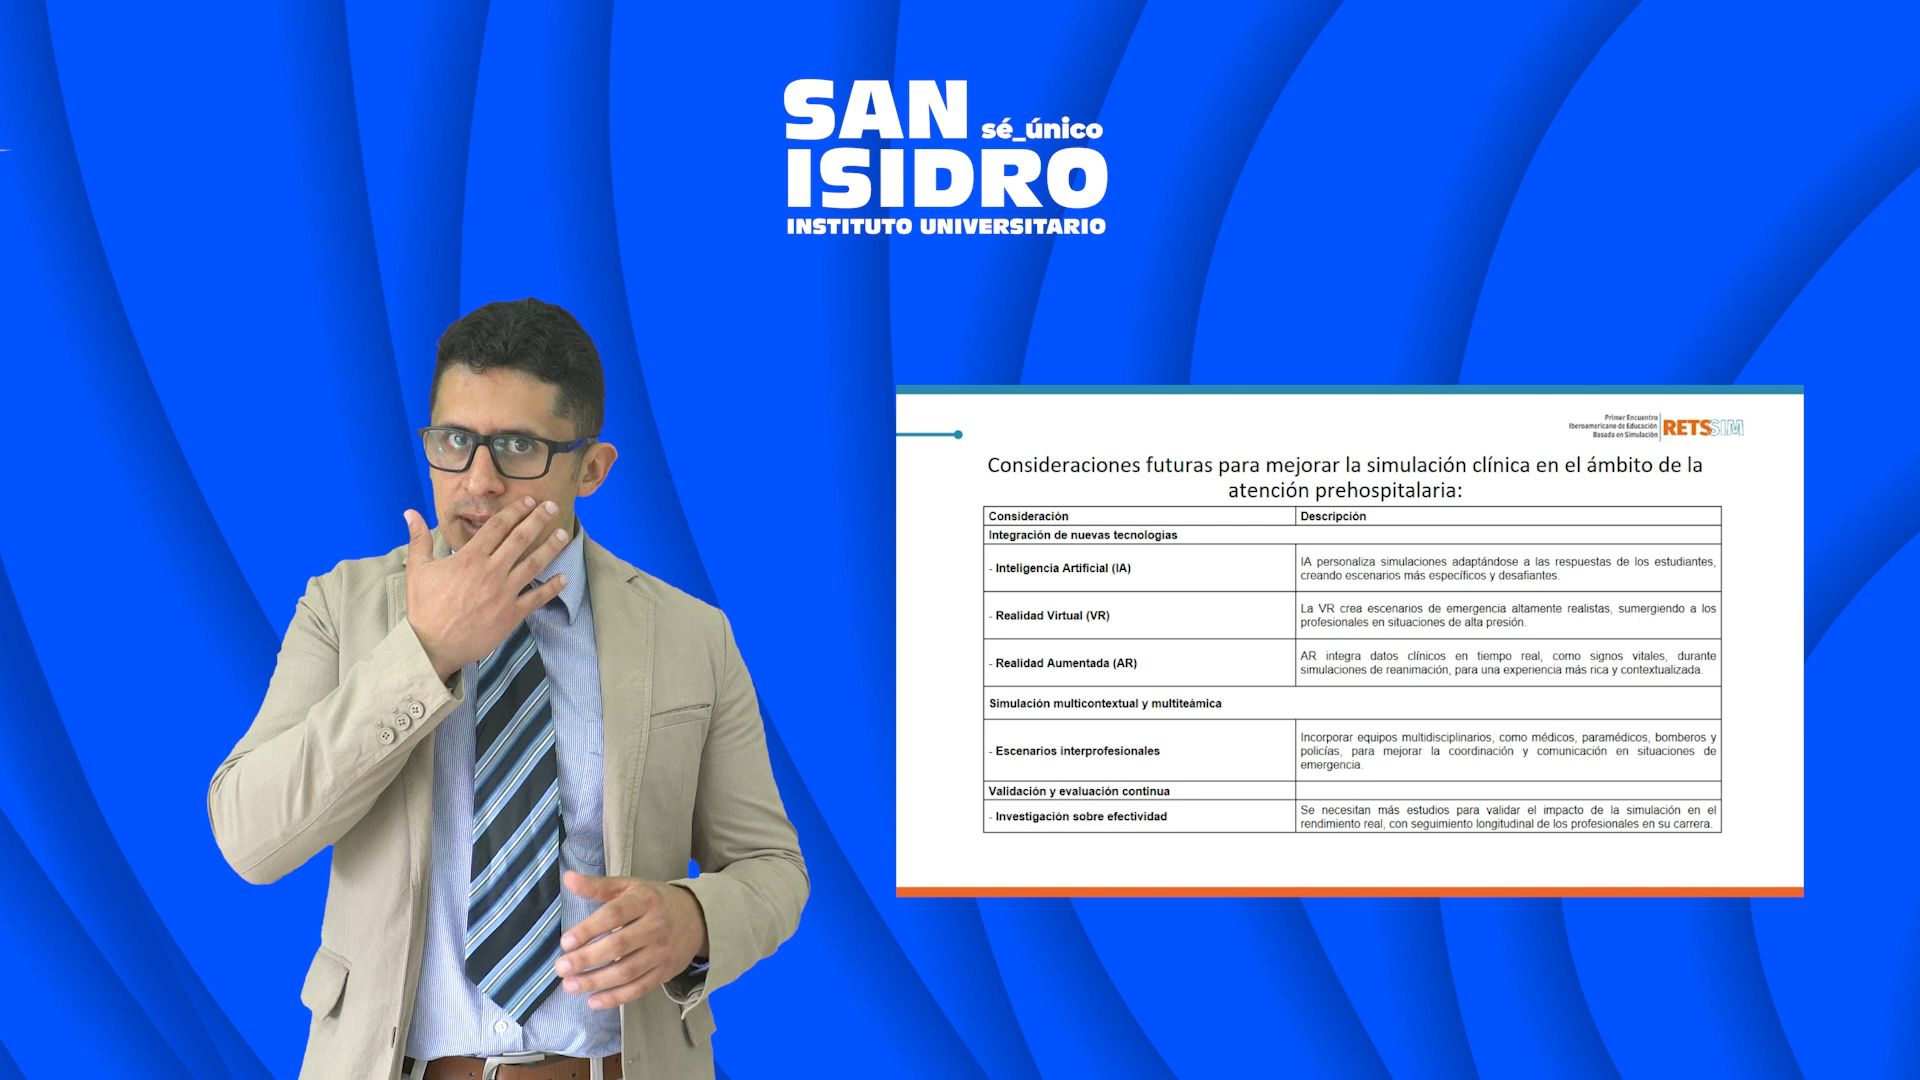 SAN sé_único
ISIDRO
INSTITUTO UNIVERSITARIO
Primer Encuentro
Iberoamericano de Educación
Basada en Simulación
RETSSIM
Consideraciones futuras para mejorar la simulación clínica en el ámbito de la
atención prehospitalaria:
Consideración Descripción
Integración de nuevas tecnologías
- Inteligencia Artificial (IA)
IA personaliza simulaciones adaptándose a las respuestas de los estudiantes,
creando escenarios más específicos y desafiantes.
- Realidad Virtual (VR)
La VR crea escenarios de emergencia altamente realistas, sumergiendo a los
profesionales en situaciones de alta presión.
- Realidad Aumentada (AR)
AR integra datos clínicos en tiempo real, como signos vitales, durante
simulaciones de reanimación, para una experiencia más rica y contextualizada.
Simulación multicontextual y multiteámica
- Escenarios interprofesionales
Incorporar equipos multidisciplinarios, como médicos, paramédicos, bomberos y
policías, para mejorar la coordinación y comunicación en situaciones de
emergencia.
Validación y evaluación continua
- Investigación sobre efectividad
Se necesitan más estudios para validar el impacto de la simulación en el
rendimiento real, con seguimiento longitudinal de los profesionales en su carrera.